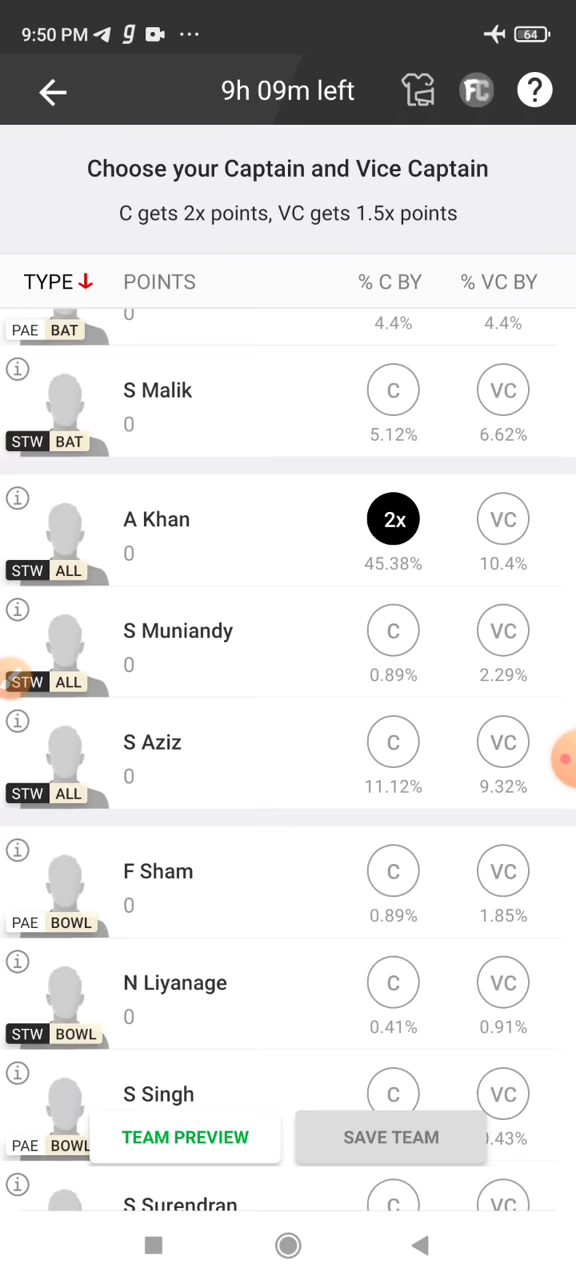 9:50 PM g ... 64
9h 09m left FC ?
Choose your Captain and Vice Captain
C gets 2x points, VC gets 1.5x points
TYPE POINTS % C BY % VC BY
0
PAE BAT 4.4% 4.4%
S Malik C VC
0
STW BAT 5.12% 6.62%
A Khan 2x VC
0
STW ALL 45.38% 10.4%
S Muniandy C VC
0
STW ALL 0.89% 2.29%
S Aziz C VC
0
STW ALL 11.12% 9.32%
F Sham C VC
0
PAE BOWL 0.89% 1.85%
N Liyanage C VC
0
STW BOWL 0.41% 0.91%
S Singh C VC
PAE BOWL TEAM PREVIEW SAVE TEAM .43%
S Surendran C VC